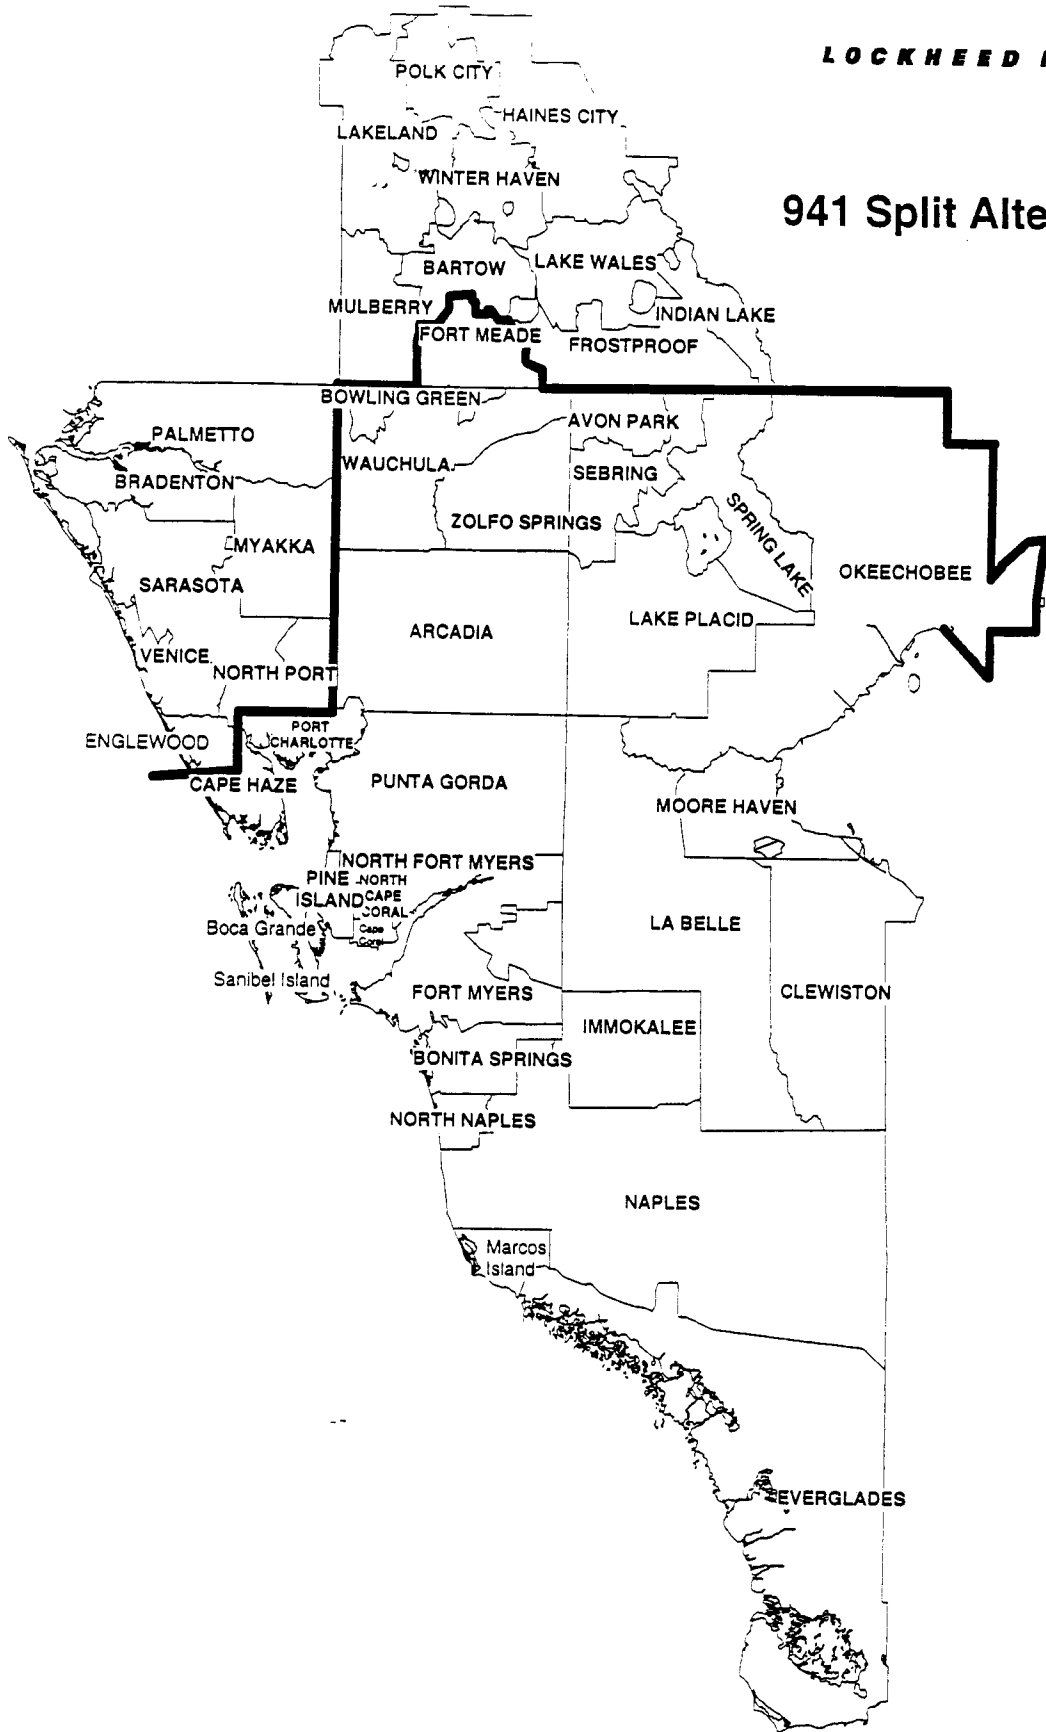 LOCKHEED
POLK CITY
HAINES CITY
LAKELAND
WINTER HAVEN
941 Split Alte
BARTOW
LAKE WALES
MULBERRY
INDIAN LAKE
FORT MEADE
FROSTPROOF
BOWLING GREEN
AVON PARK
PALMETTO
WAUCHULA
SEBRING
BRADENTON
ZOLFO SPRINGS
SPRING LAKE
MYAKKA
OKEECHOBEE
SARASOTA
LAKE PLACID
ARCADIA
VENICE
NORTH PORT
PORT
CHARLOTTE
ENGLEWOOD
CAPE HAZE
PUNTA GORDA
MOORE HAVEN
NORTH FORT MYERS
PINE
ISLAND
NORTH
CAPE
CORAL
LA BELLE
Boca Grande
Cape
Coral
Sanibel Island
FORT MYERS
CLEWISTON
IMMOKALEE
BONITA SPRINGS
NORTH NAPLES
NAPLES
Marcos
Island
EVERGLADES